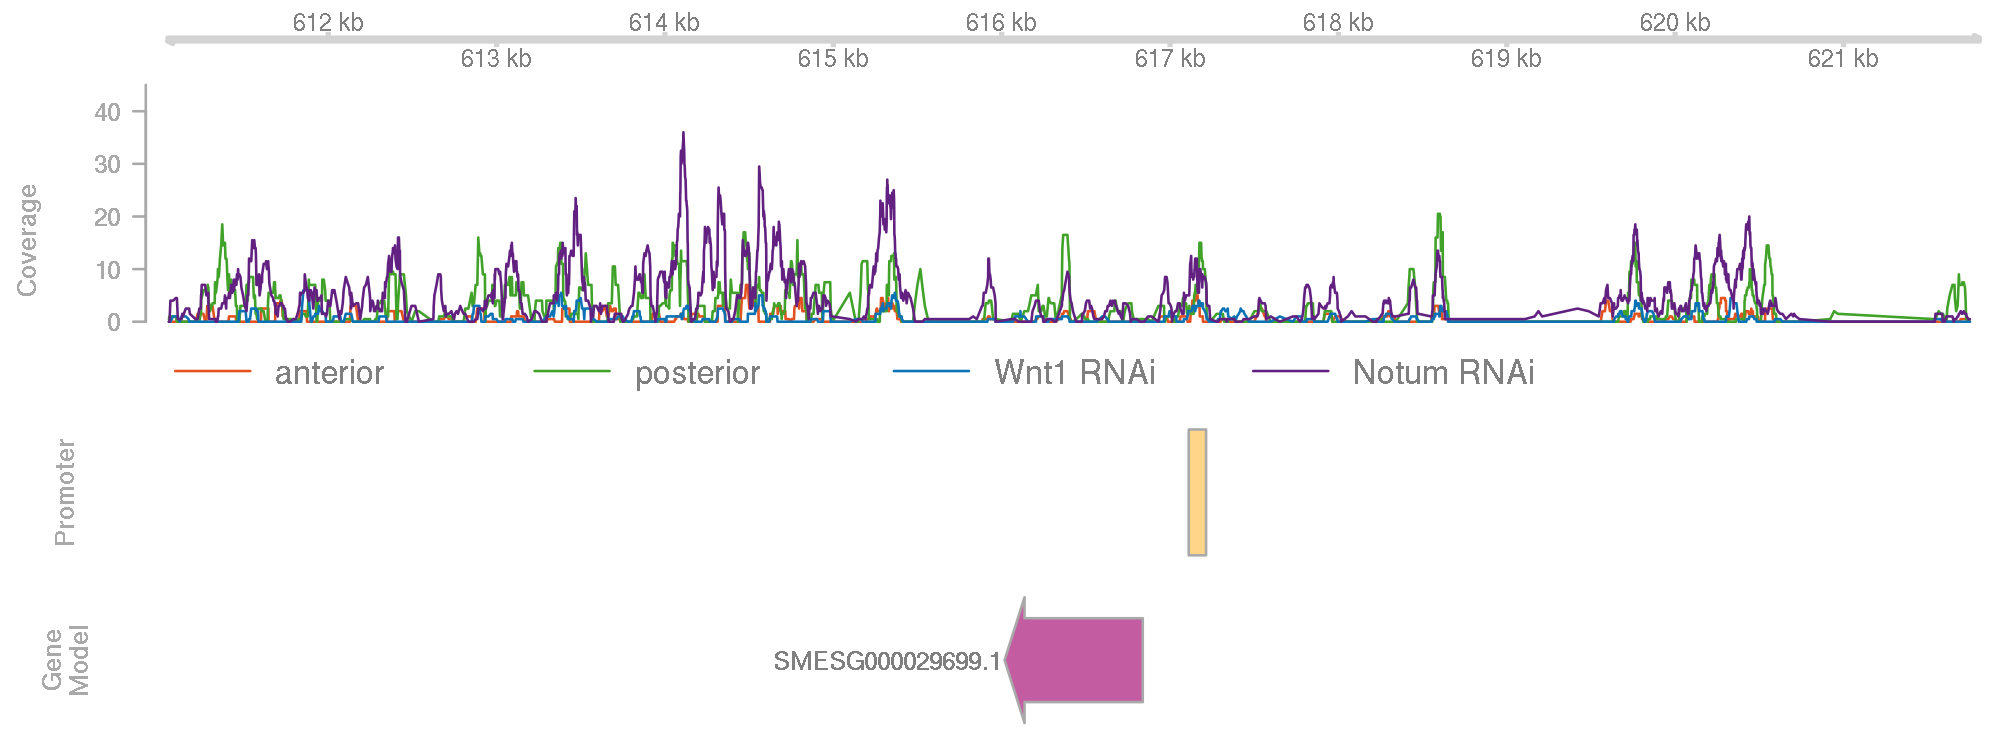 612 kb 614 kb 616 kb 618 kb 620 kb
613 kb 615 kb 617 kb 619 kb 621 kb
Coverage
40
30
20
10
0
anterior posterior Wnt1 RNAi Notum RNAi
Promoter
Gene
Model
SMESG000029699.1